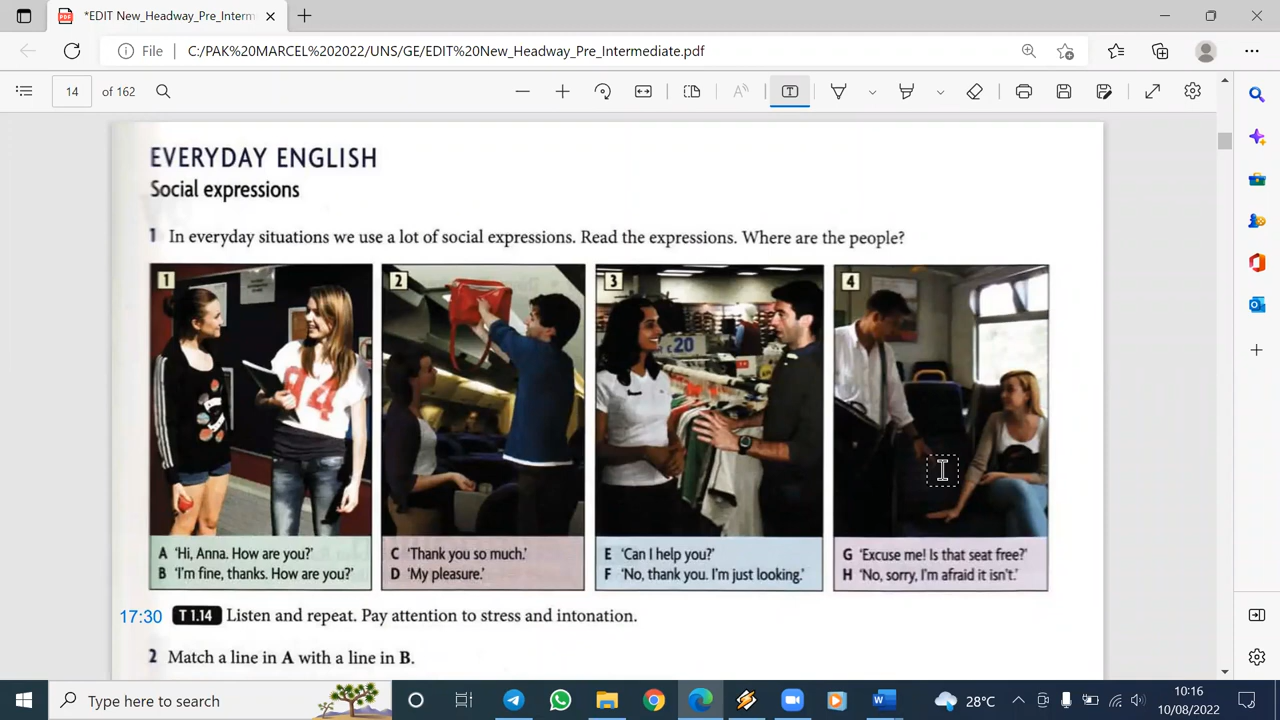 *EDIT New_Headway_Pre_Interm
File
C:/PAK%20MARCEL%202022/UNS/GE/EDIT%20New_Headway_Pre_Intermediate.pdf
14 of 162
EVERYDAY ENGLISH
Social expressions
1 In everyday situations we use a lot of social expressions. Read the expressions. Where are the people?
1
2
3
4
94
€20
A 'Hi, Anna. How are you?'
B 'I'm fine, thanks. How are you?'
C 'Thank you so much.'
D 'My pleasure.'
E 'Can I help you?'
F 'No, thank you. I'm just looking.'
G 'Excuse me! Is that seat free?'
H 'No, sorry, I'm afraid it isn't.'
17:30 T 1.14 Listen and repeat. Pay attention to stress and intonation.
2 Match a line in A with a line in B.
Type here to search
28°C
10:16
10/08/2022